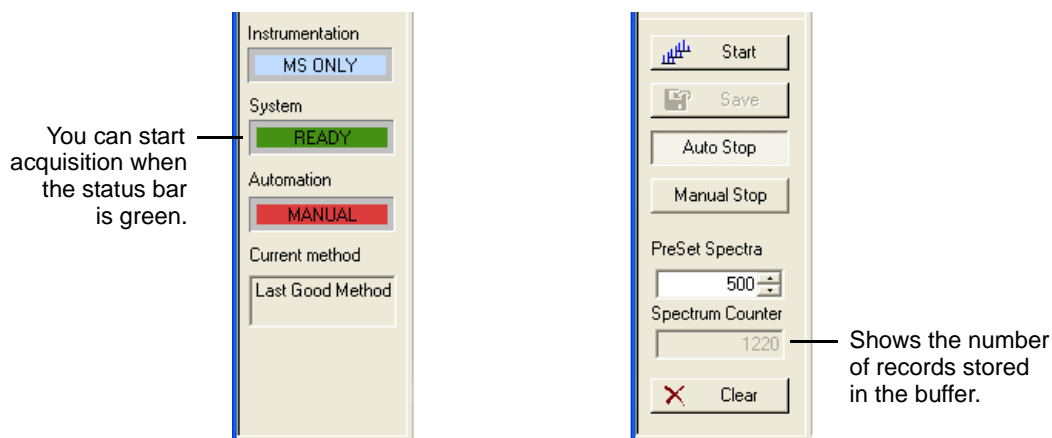 Instrumentation
MS ONLY
System
READY
You can start
acquisition when
the status bar
is green.
Automation
MANUAL
Current method
Last Good Method
Start
Save
Auto Stop
Manual Stop
PreSet Spectra
500
Spectrum Counter
1220
Shows the number
of records stored
in the buffer.
Clear